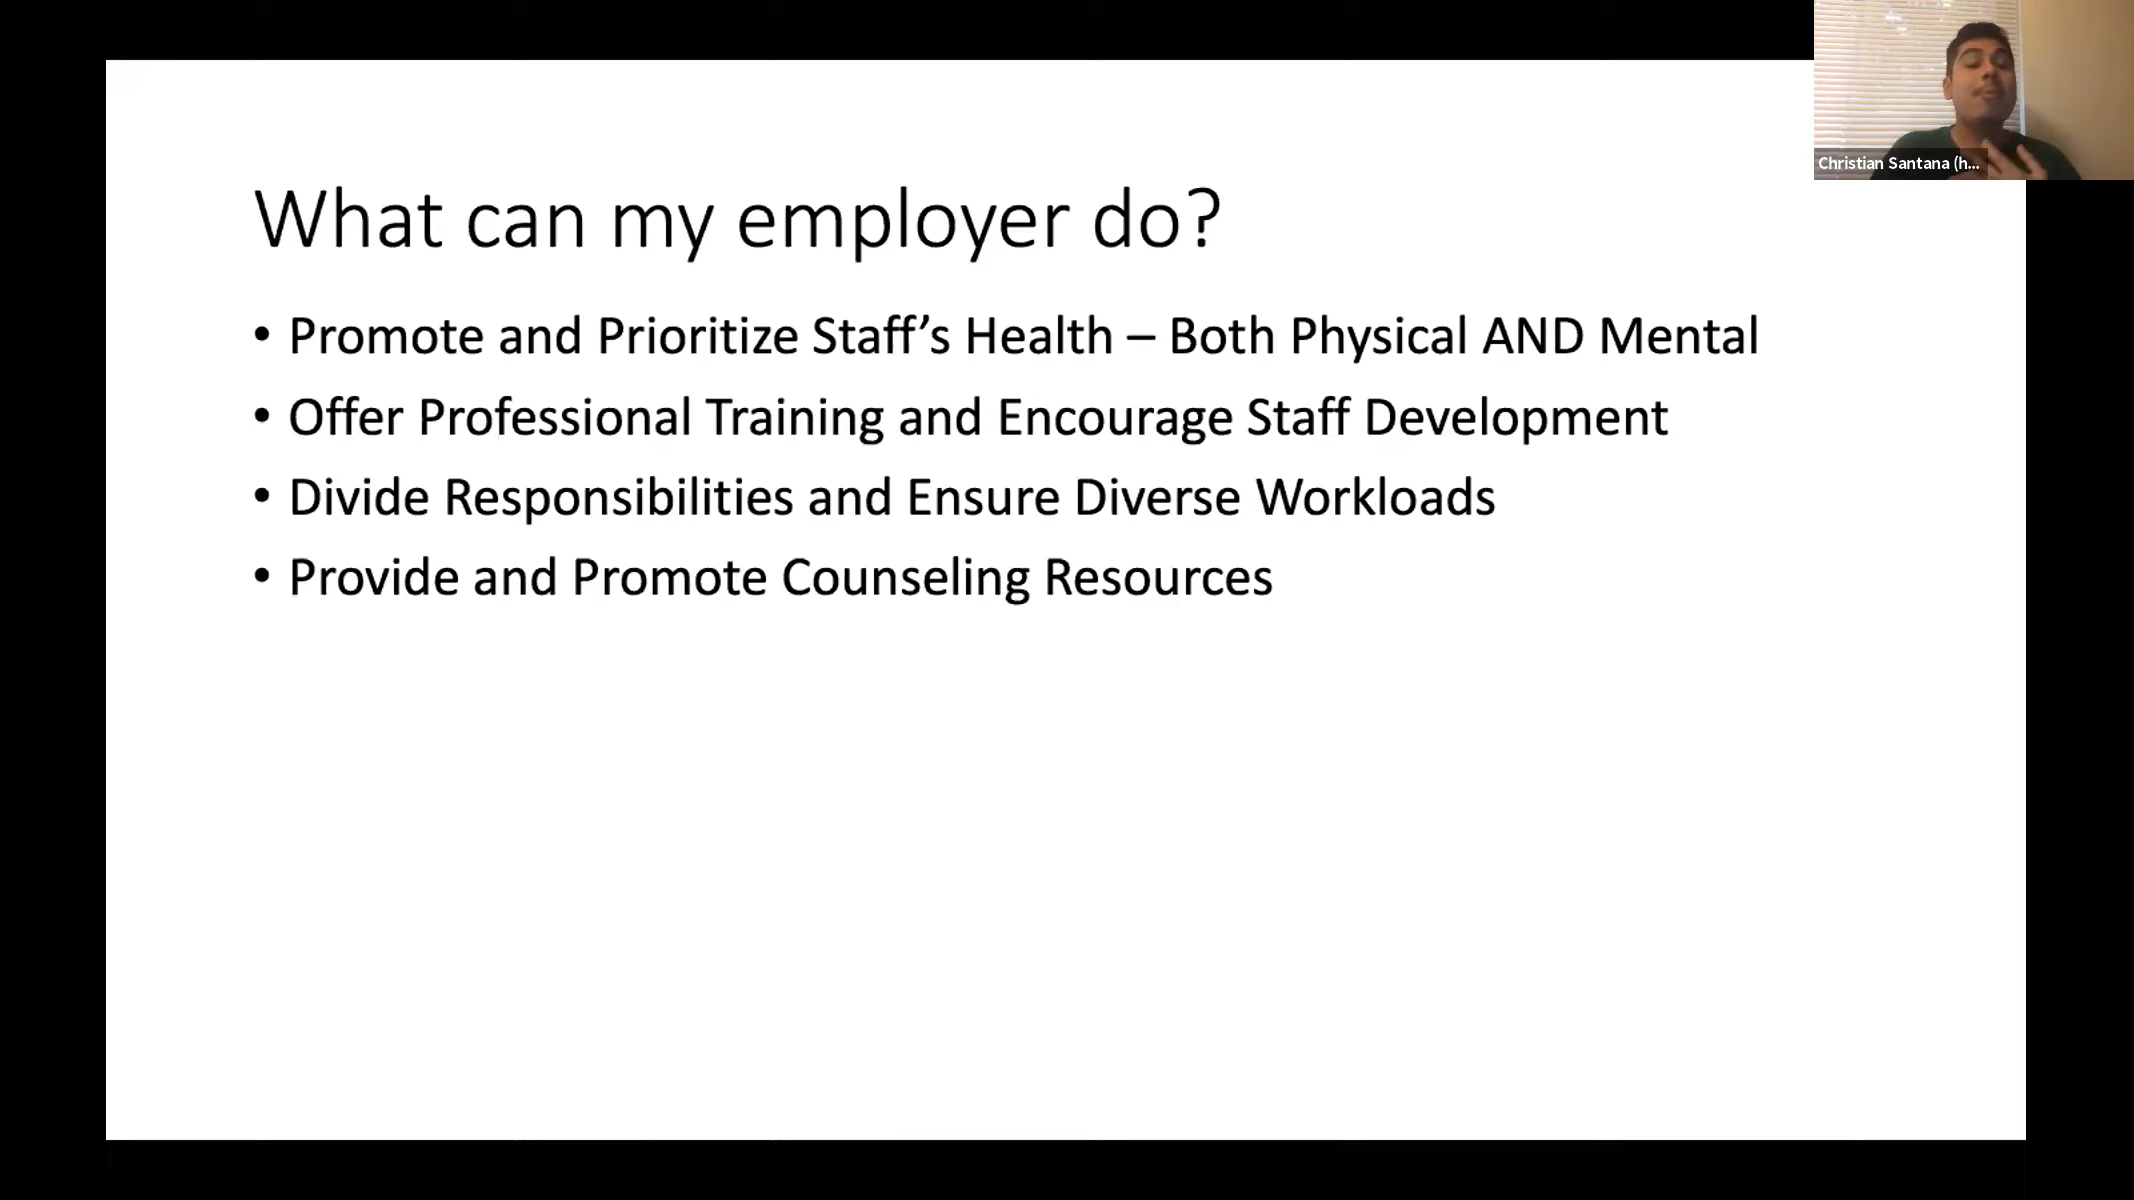 What can my employer do?
• Promote and Prioritize Staff’s Health – Both Physical AND Mental
• Offer Professional Training and Encourage Staff Development
• Divide Responsibilities and Ensure Diverse Workloads
• Provide and Promote Counseling Resources
Christian Santana (h...